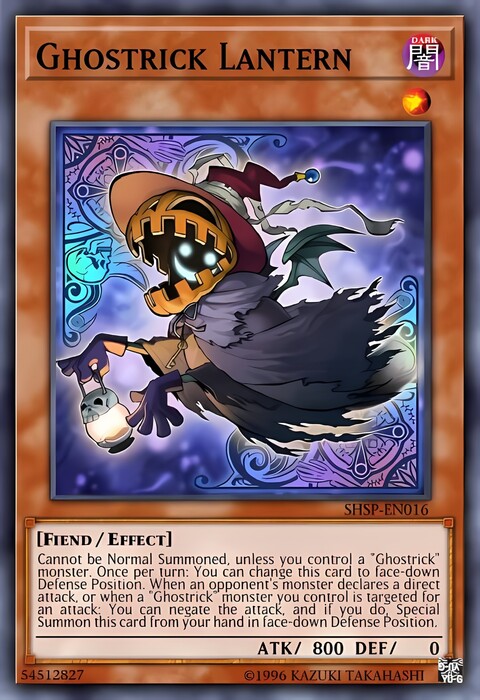 GHOSTRICK LANTERN
DARK
闇
SHSP-EN016
[FIEND / EFFECT]
Cannot be Normal Summoned, unless you control a "Ghostrick"
monster. Once per turn: You can change this card to face-down
Defense Position. When an opponent's monster declares a direct
attack, or when a "Ghostrick" monster you control is targeted for
an attack: You can negate the attack, and if you do, Special
Summon this card from your hand in face-down Defense Position.
ATK/ 800 DEF/ 0
54512827
©1996 KAZUKI TAKAHASHI